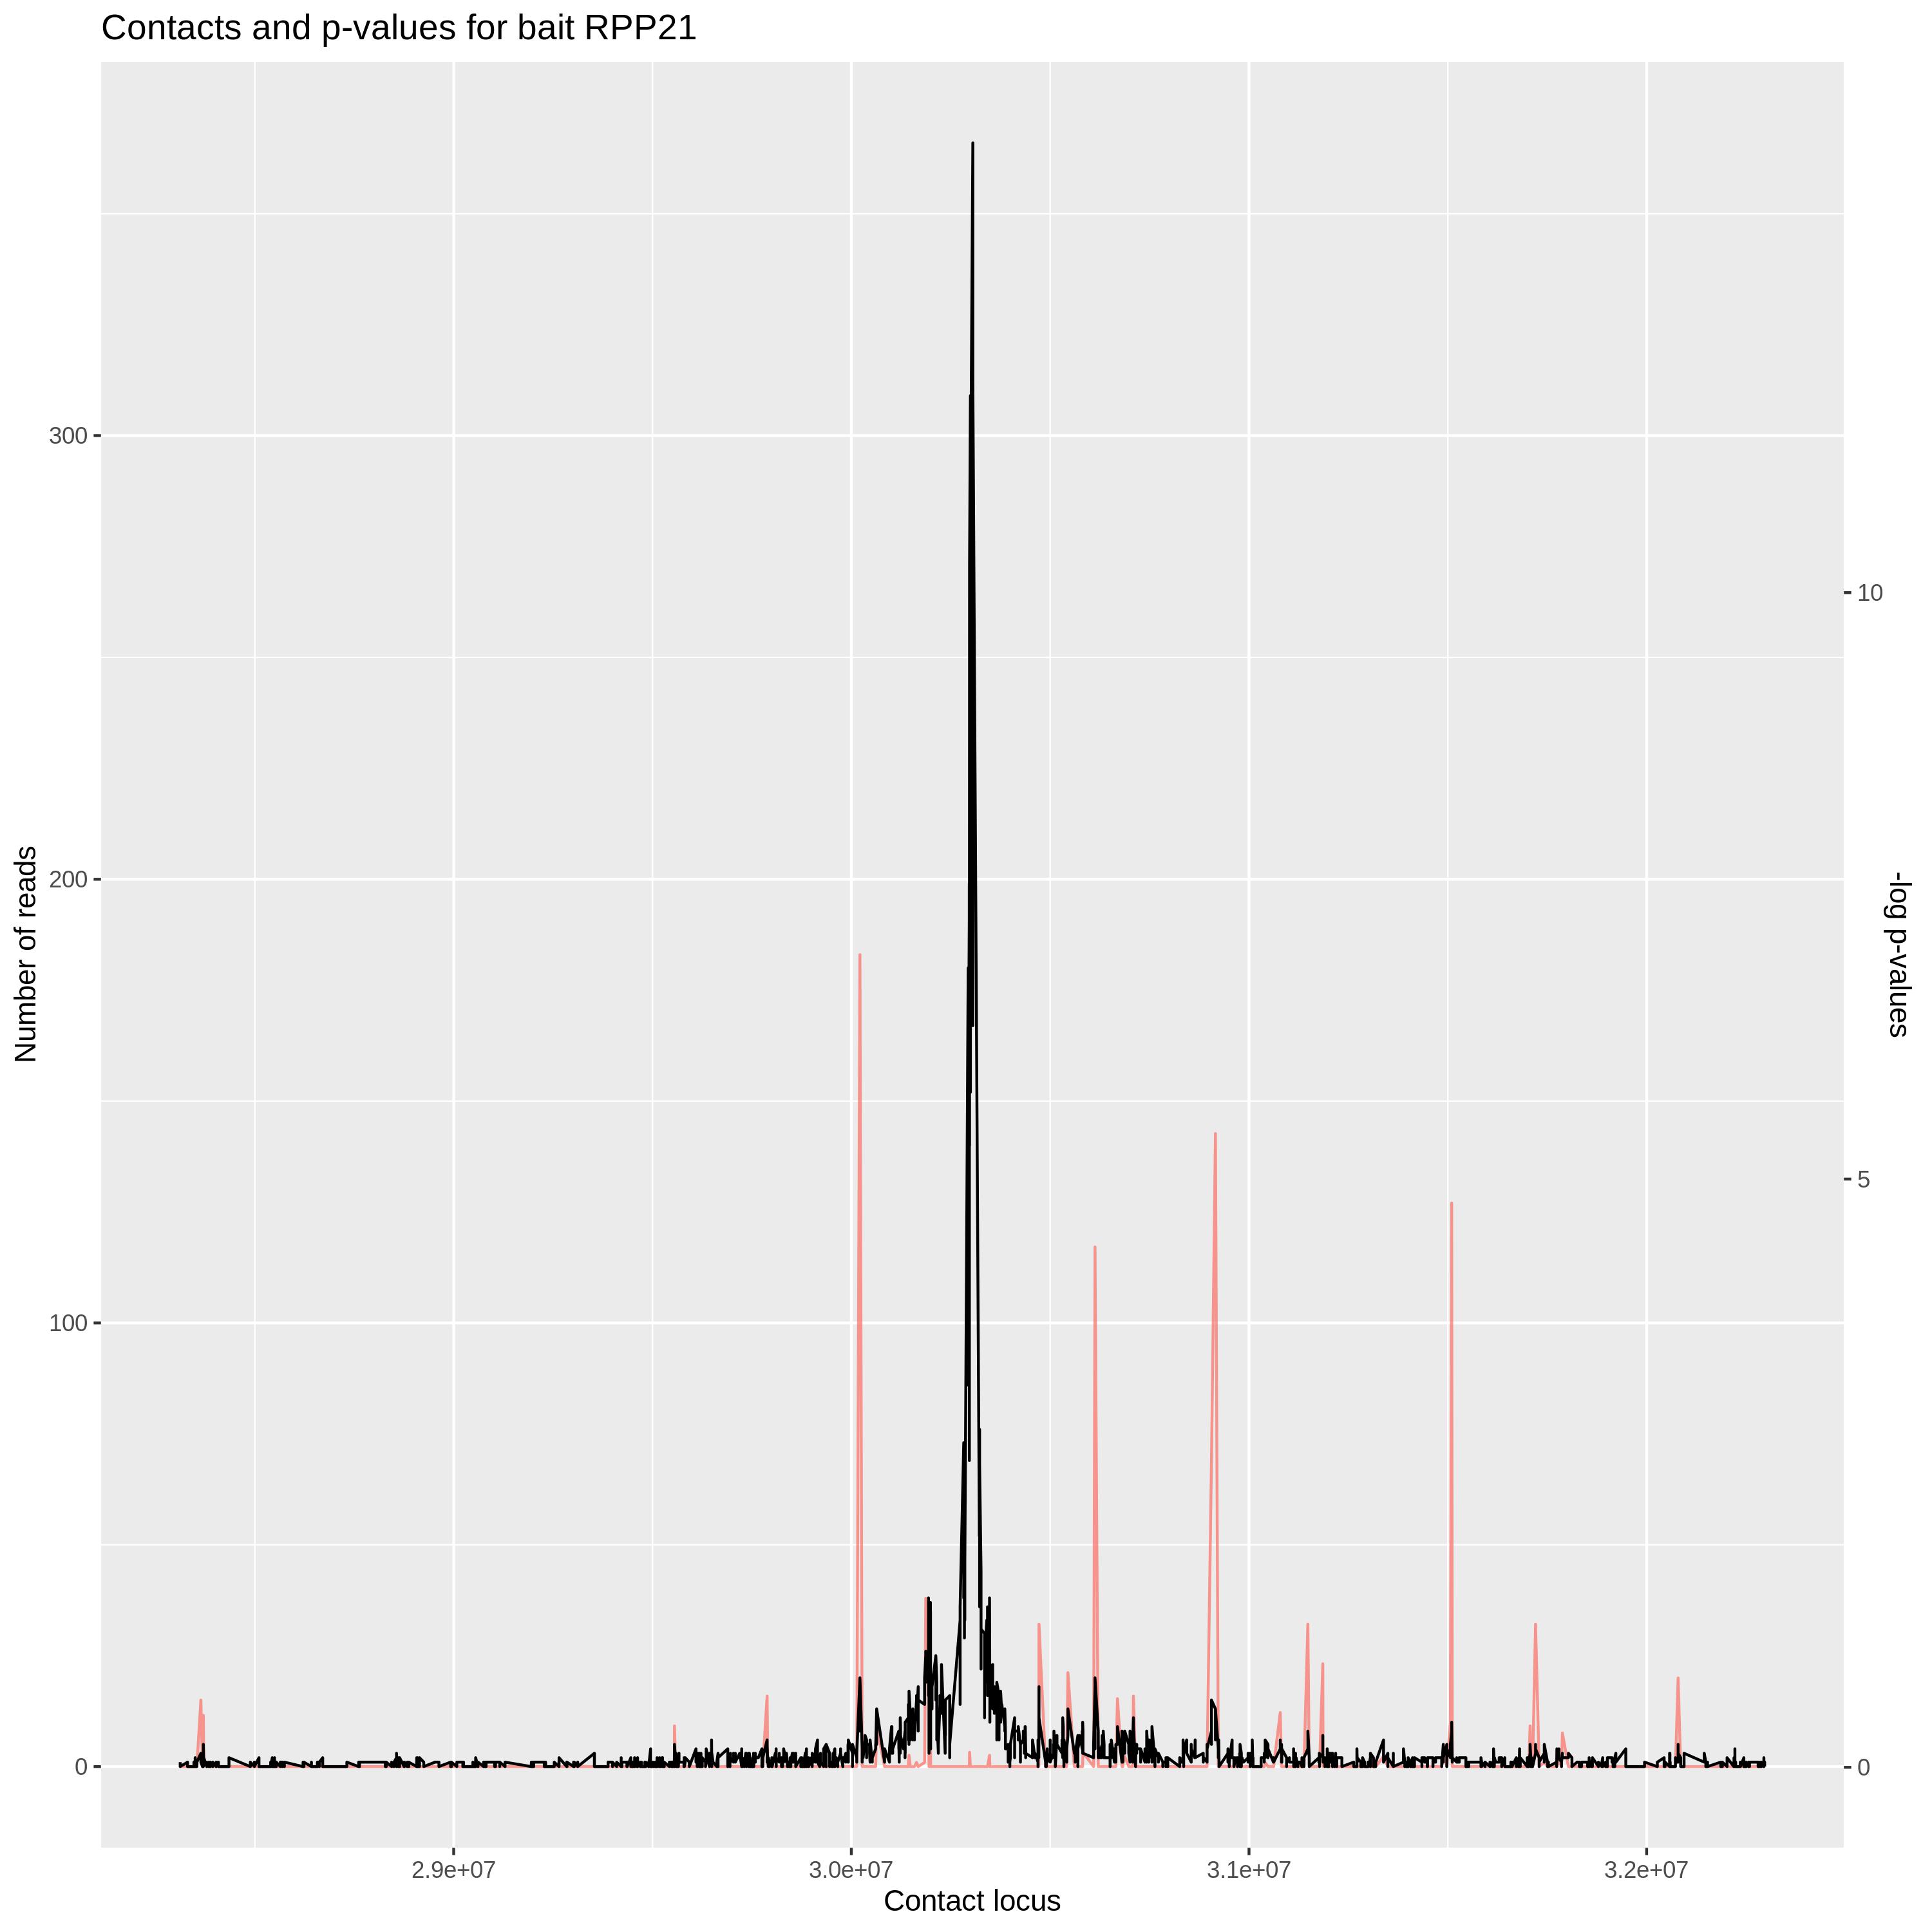 Contacts and p-values for bait RPP21
Number of reads
300
200
100
0
10
5
0
-log p-values
2.9e+07 3.0e+07 3.1e+07 3.2e+07
Contact locus